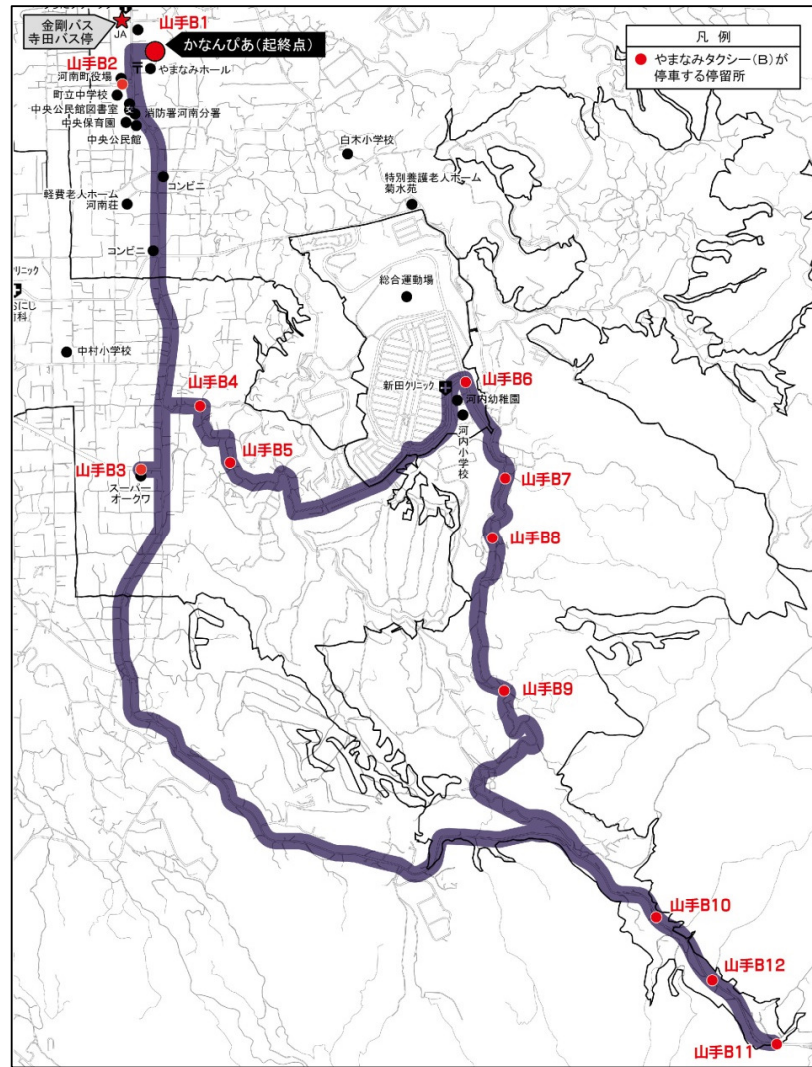 金剛バス
寺田バス停
JA
山手B1
かなんぴあ(起終点)
山手B2
〒
やまなみホール
河南町役場
町立中学校
中央公民館図書室
消防署河南分署
中央保育園
中央公民館
凡 例
やまなみタクシー(B)が
停車する停留所
白木小学校
特別養護老人ホーム
菊水苑
コンビニ
軽費老人ホーム
河南荘
コンビニ
総合運動場
リニック
中村小学校
新田クリニック
山手B6
河内幼稚園
河内小学校
山手B4
山手B5
山手B3
スーパー
オークワ
山手B7
山手B8
山手B9
山手B10
山手B12
山手B11